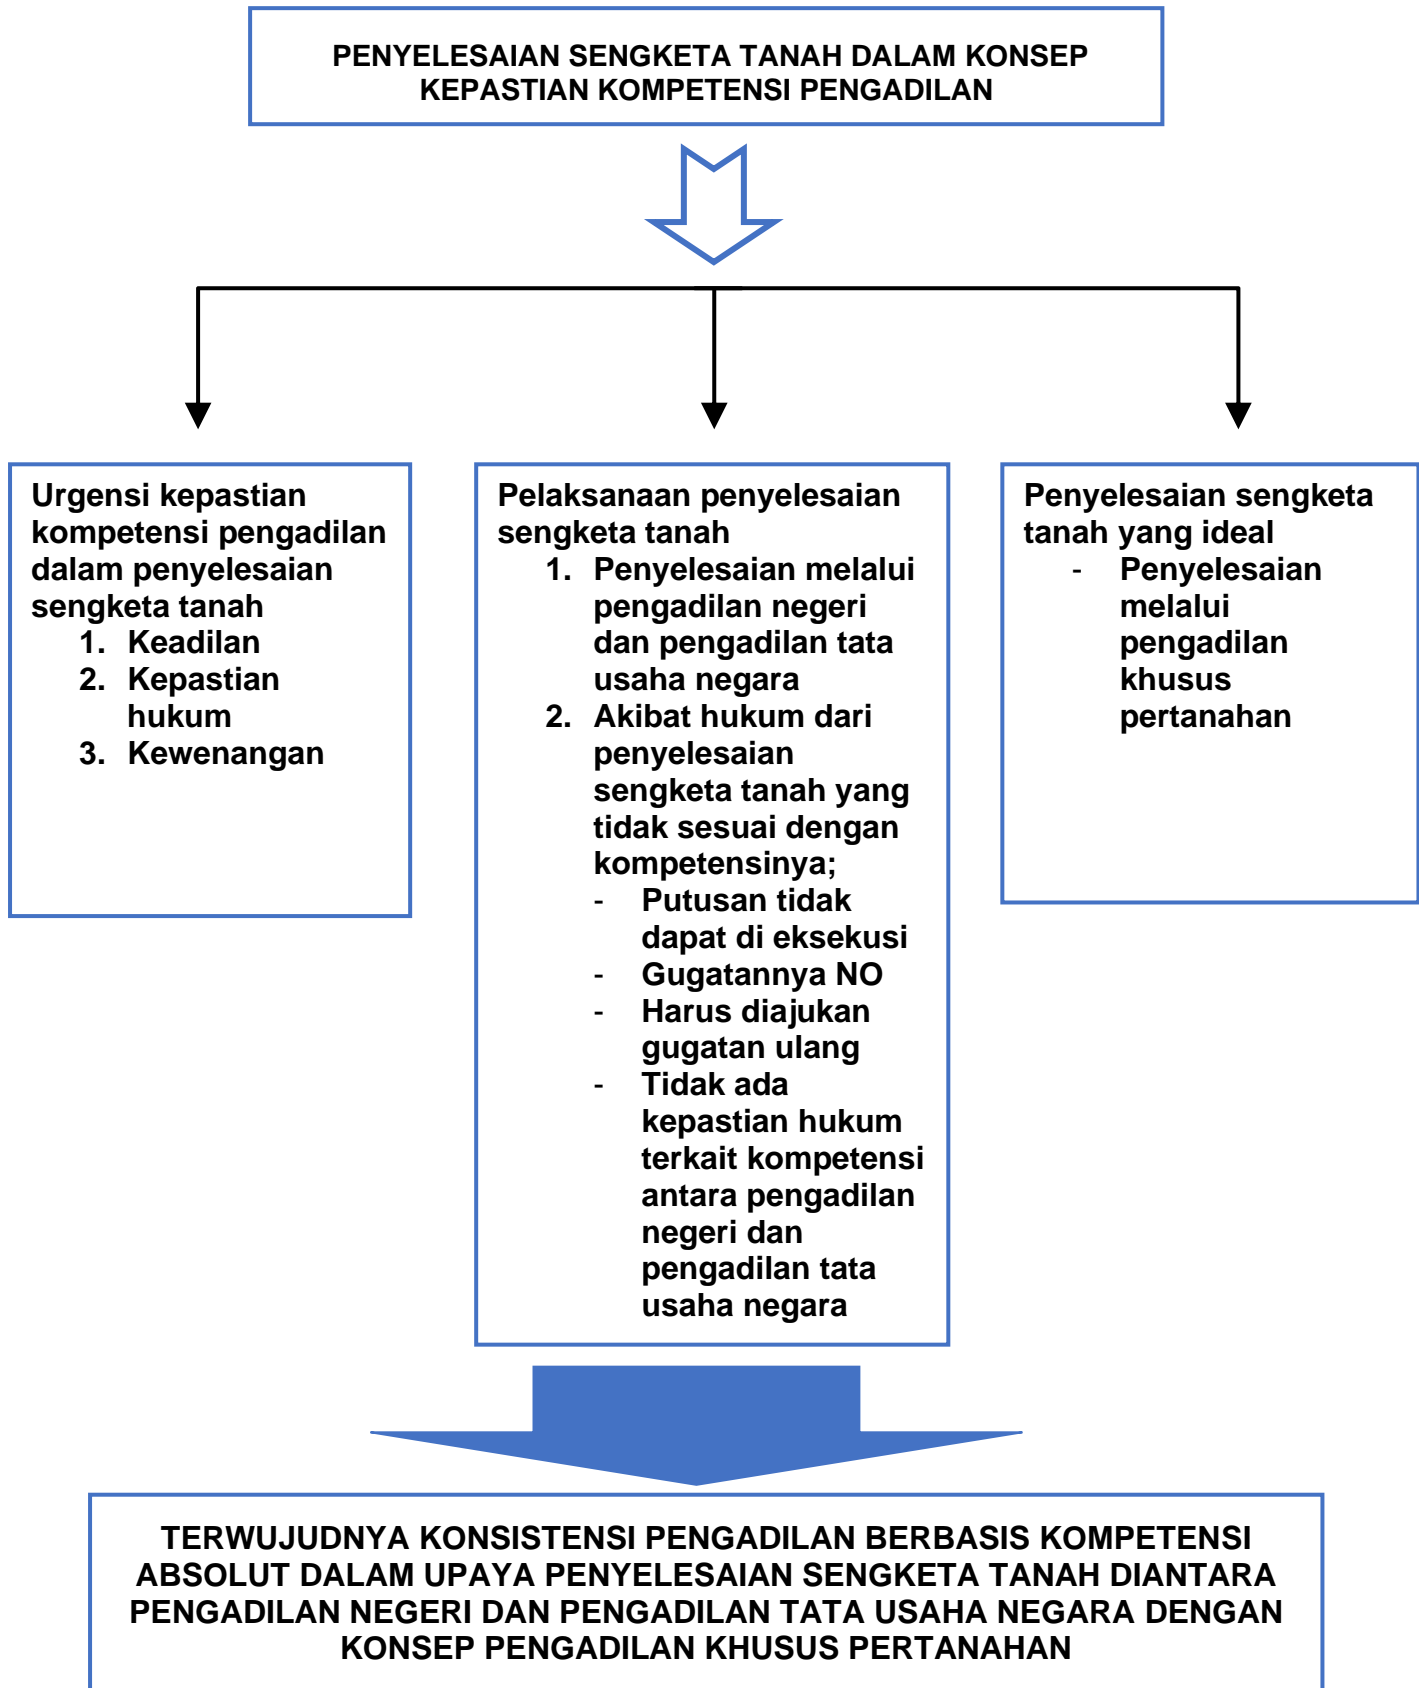 PENYELESAIAN SENGKETA TANAH DALAM KONSEP
KEPASTIAN KOMPETENSI PENGADILAN
Urgensi kepastian
kompetensi pengadilan
dalam penyelesaian
sengketa tanah
1. Keadilan
2. Kepastian
hukum
3. Kewenangan
Pelaksanaan penyelesaian
sengketa tanah
1. Penyelesaian melalui
pengadilan negeri
dan pengadilan tata
usaha negara
2. Akibat hukum dari
penyelesaian
sengketa tanah yang
tidak sesuai dengan
kompetensinya;
- Putusan tidak
dapat di eksekusi
- Gugatannya NO
- Harus diajukan
gugatan ulang
- Tidak ada
kepastian hukum
terkait kompetensi
antara pengadilan
negeri dan
pengadilan tata
usaha negara
Penyelesaian sengketa
tanah yang ideal
- Penyelesaian
melalui
pengadilan
khusus
pertanahan
TERWUJUDNYA KONSISTENSI PENGADILAN BERBASIS KOMPETENSI
ABSOLUT DALAM UPAYA PENYELESAIAN SENGKETA TANAH DIANTARA
PENGADILAN NEGERI DAN PENGADILAN TATA USAHA NEGARA DENGAN
KONSEP PENGADILAN KHUSUS PERTANAHAN